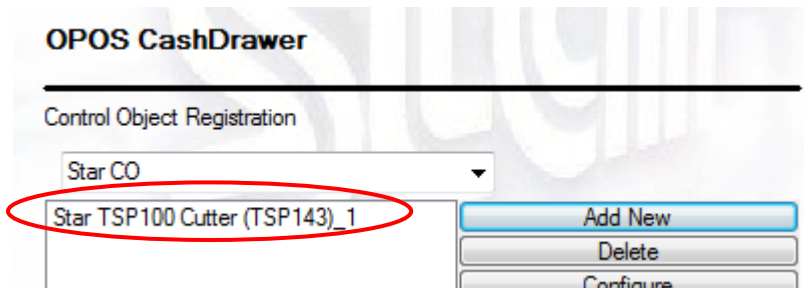 OPOS CashDrawer
Control Object Registration
Star CO
Star TSP100 Cutter (TSP143)_1
Add New
Delete
Configure